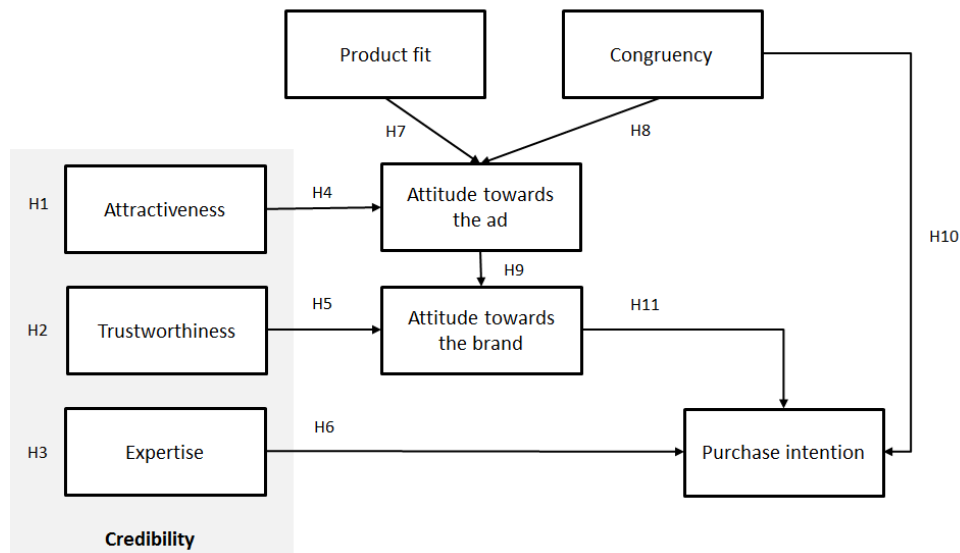 Product fit
Congruency
H7
H8
H1
Attractiveness
H4
Attitude towards
the ad
H10
H9
H2
Trustworthiness
H5
Attitude towards
the brand
H11
H3
Expertise
H6
Purchase intention
Credibility